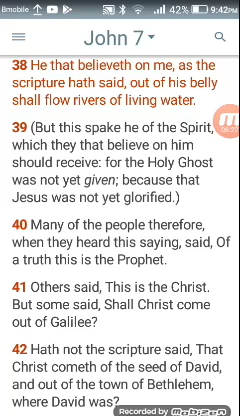 Bmobile 42% 9:42PM
John 7
38 He that believeth on me, as the
scripture hath said, out of his belly
shall flow rivers of living water.
39 (But this spake he of the Spirit,
which they that believe on him
should receive: for the Holy Ghost
was not yet given; because that
Jesus was not yet glorified.)
40 Many of the people therefore,
when they heard this saying, said, Of
a truth this is the Prophet.
41 Others said, This is the Christ.
But some said, Shall Christ come
out of Galilee?
42 Hath not the scripture said, That
Christ cometh of the seed of David,
and out of the town of Bethlehem,
where David was?
Recorded by Mobizen